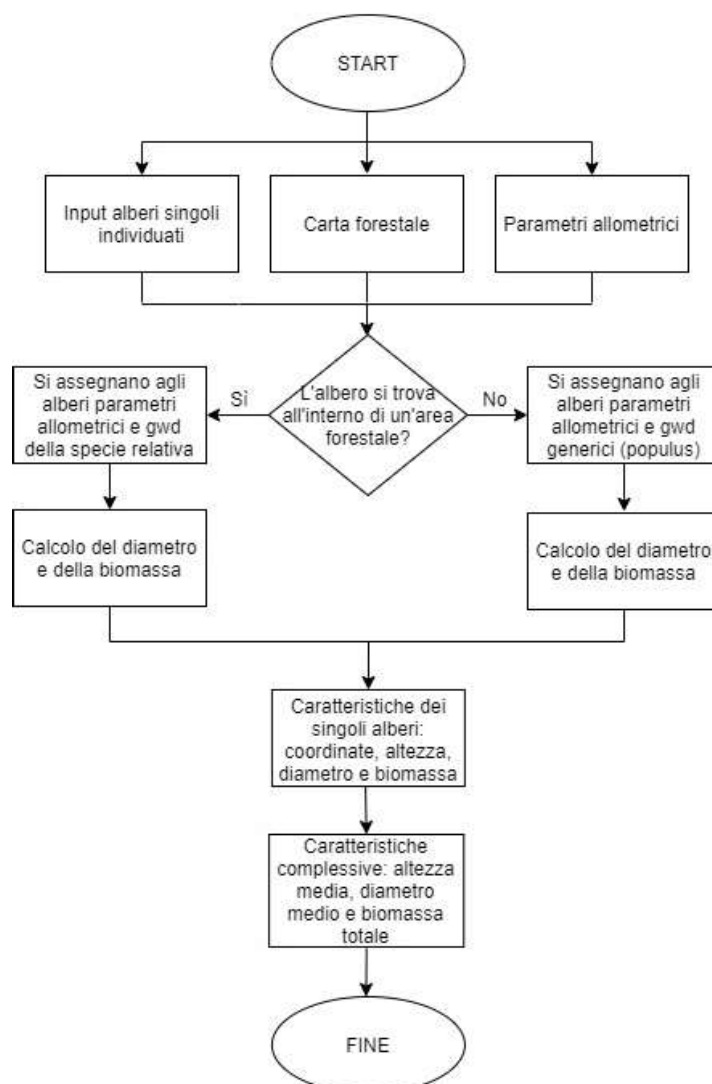 START
Input alberi singoli
individuati
Carta forestale
Parametri allometrici
L'albero si trova
all'interno di un'area
forestale?
Sì
No
Si assegnano agli
alberi parametri
allometrici e gwd
della specie relativa
Si assegnano agli
alberi parametri
allometrici e gwd
generici (populus)
Calcolo del diametro
e della biomassa
Calcolo del diametro
e della biomassa
Caratteristiche dei
singoli alberi:
coordinate, altezza,
diametro e biomassa
Caratteristiche
complessive: altezza
media, diametro
medio e biomassa
totale
FINE